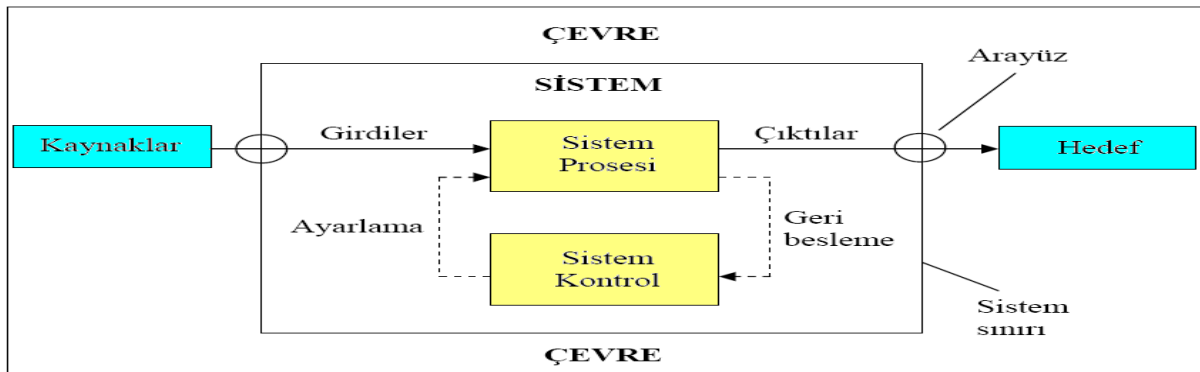 ÇEVRE
Arayüz
SİSTEM
Kaynaklar
Girdiler
Sistem
Prosesi
Çıktılar
Hedef
Ayarlama
Geri
besleme
Sistem
Kontrol
Sistem
sınırı
ÇEVRE